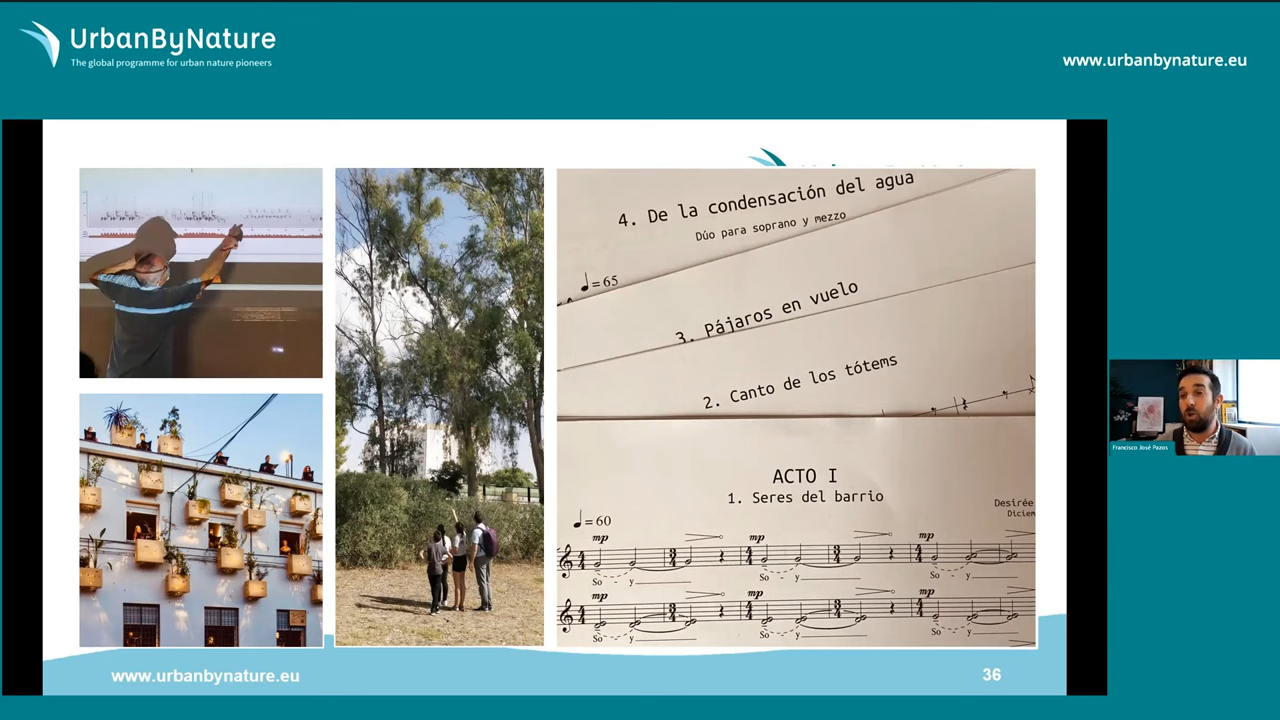 UrbanByNature
The global programme for urban nature pioneers
www.urbanbynature.eu
4. De la condensación del agua
Dúo para soprano y mezzo
= 65
3. Pájaros en vuelo
2. Canto de los tótems
ACTO I
1. Seres del barrio
Desirée
Diciem
= 60
mp mp mp
So - y So - y So - y
mp mp mp
So - y So - y So - y
Francisco José Pazos
www.urbanbynature.eu
36